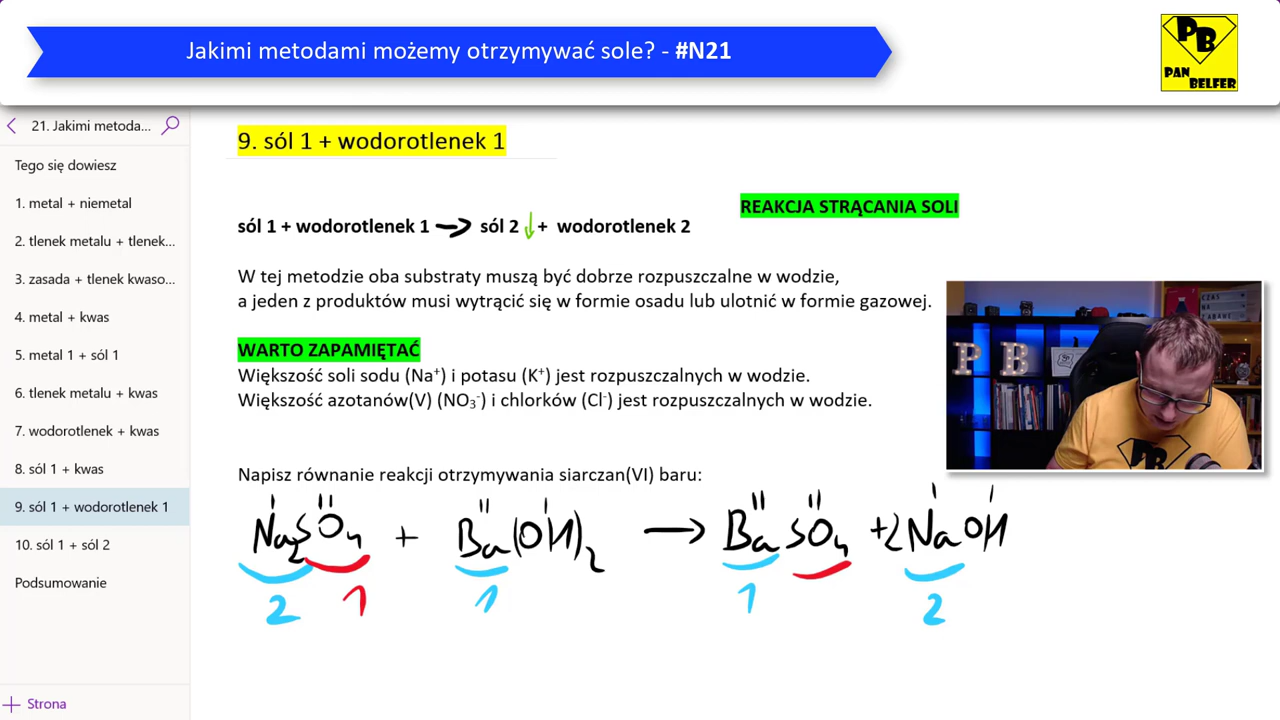 Jakimi metodami możemy otrzymywać sole? - #N21
PB
PAN
BELFER
21. Jakimi metoda...
Tego się dowiesz
1. metal + niemetal
2. tlenek metalu + tlenek...
3. zasada + tlenek kwaso...
4. metal + kwas
5. metal 1 + sól 1
6. tlenek metalu + kwas
7. wodorotlenek + kwas
8. sól 1 + kwas
9. sól 1 + wodorotlenek 1
10. sól 1 + sól 2
Podsumowanie
Strona
9. sól 1 + wodorotlenek 1
REAKCJA STRĄCANIA SOLI
sól 1 + wodorotlenek 1 → sól 2 ↓ + wodorotlenek 2
W tej metodzie oba substraty muszą być dobrze rozpuszczalne w wodzie,
a jeden z produktów musi wytrącić się w formie osadu lub ulotnić w formie gazowej.
WARTO ZAPAMIĘTAĆ
Większość soli sodu (Na⁺) i potasu (K⁺) jest rozpuszczalnych w wodzie.
Większość azotanów(V) (NO₃⁻) i chlorków (Cl⁻) jest rozpuszczalnych w wodzie.
P B
Napisz równanie reakcji otrzymywania siarczan(VI) baru:
I II II I II II I I
Na₂SO₄ + Ba(OH)₂ → BaSO₄ + 2NaOH
2 1 1 1 2